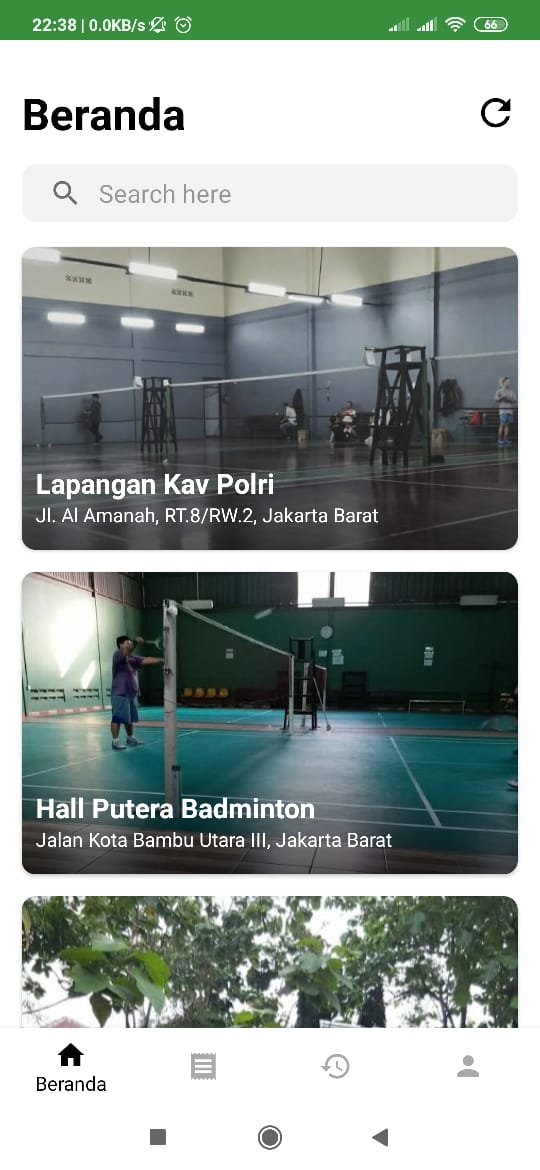 22:38 | 0.0KB/s
66
Beranda
Search here
Lapangan Kav Polri
Jl. Al Amanah, RT.8/RW.2, Jakarta Barat
Hall Putera Badminton
Jalan Kota Bambu Utara III, Jakarta Barat
Beranda